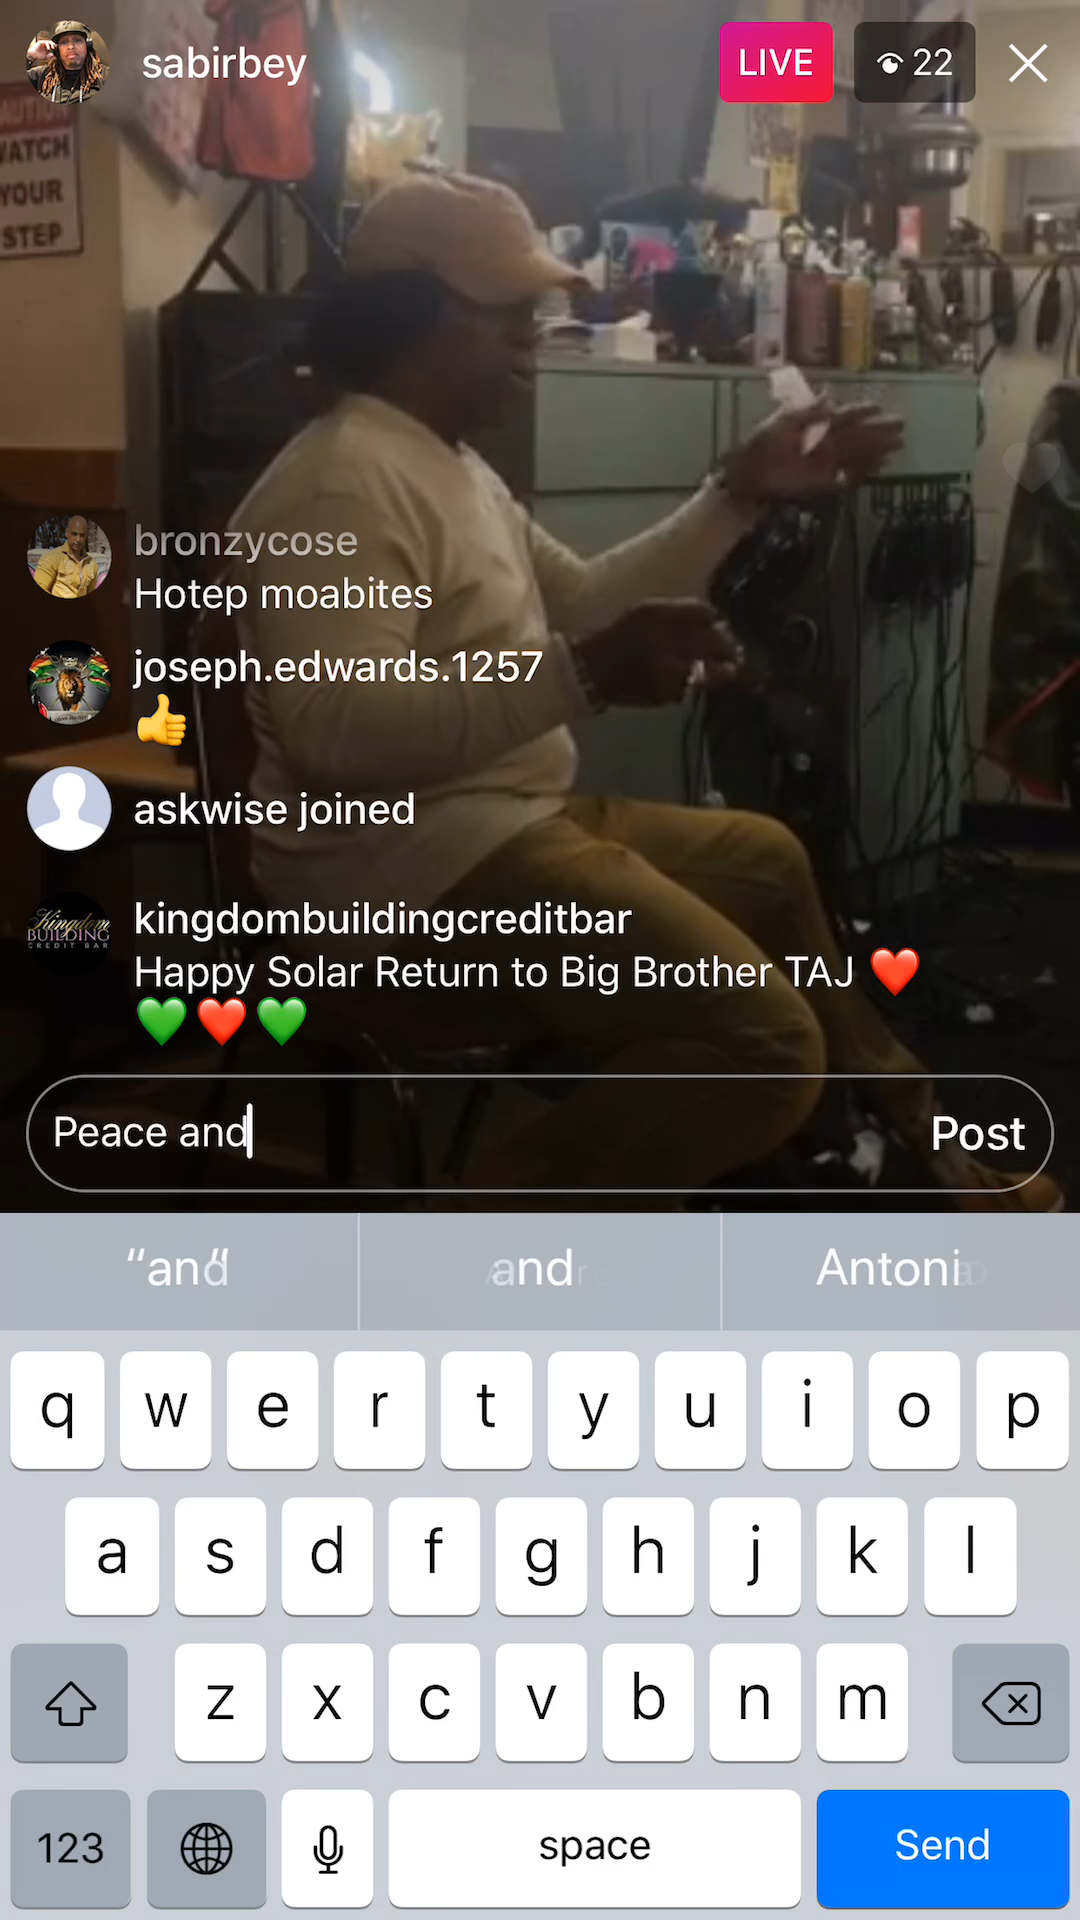 sabirbey
LIVE
22
CAUTION
WATCH
YOUR
STEP
bronzycose
Hotep moabites
joseph.edwards.1257
👍
askwise joined
Kingdom
BUILDING
CREDIT BAR
kingdombuildingcreditbar
Happy Solar Return to Big Brother TAJ ❤️
💚❤️💚
Peace and
Post
"and"
and
Antoni
q w e r t y u i o p
a s d f g h j k l
z x c v b n m
123
space
Send